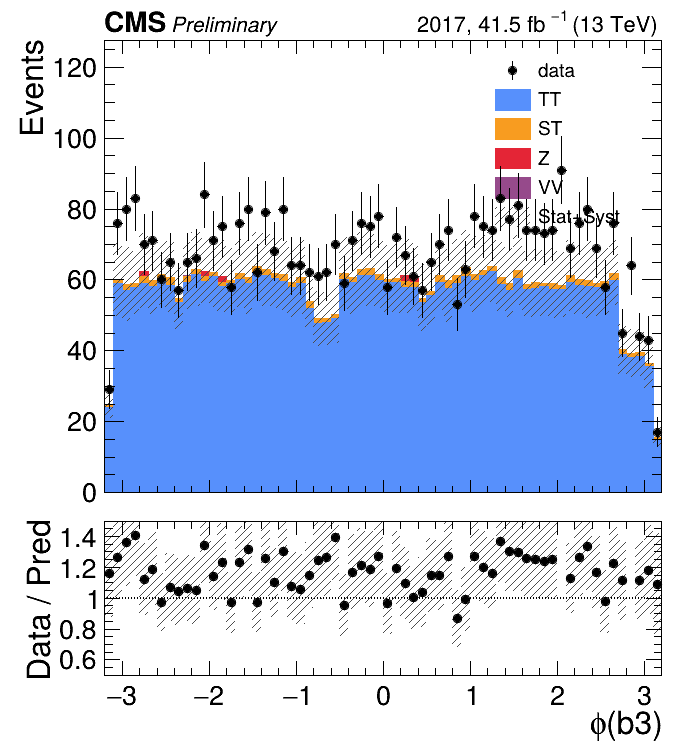 CMS Preliminary 2017, 41.5 fb⁻¹ (13 TeV)
Events
120
100
80
60
40
20
0
data
TT
ST
Z
VV
Stat+Syst
Data / Pred
1.4
1.2
1
0.8
0.6
−3 −2 −1 0 1 2 3
ϕ(b3)